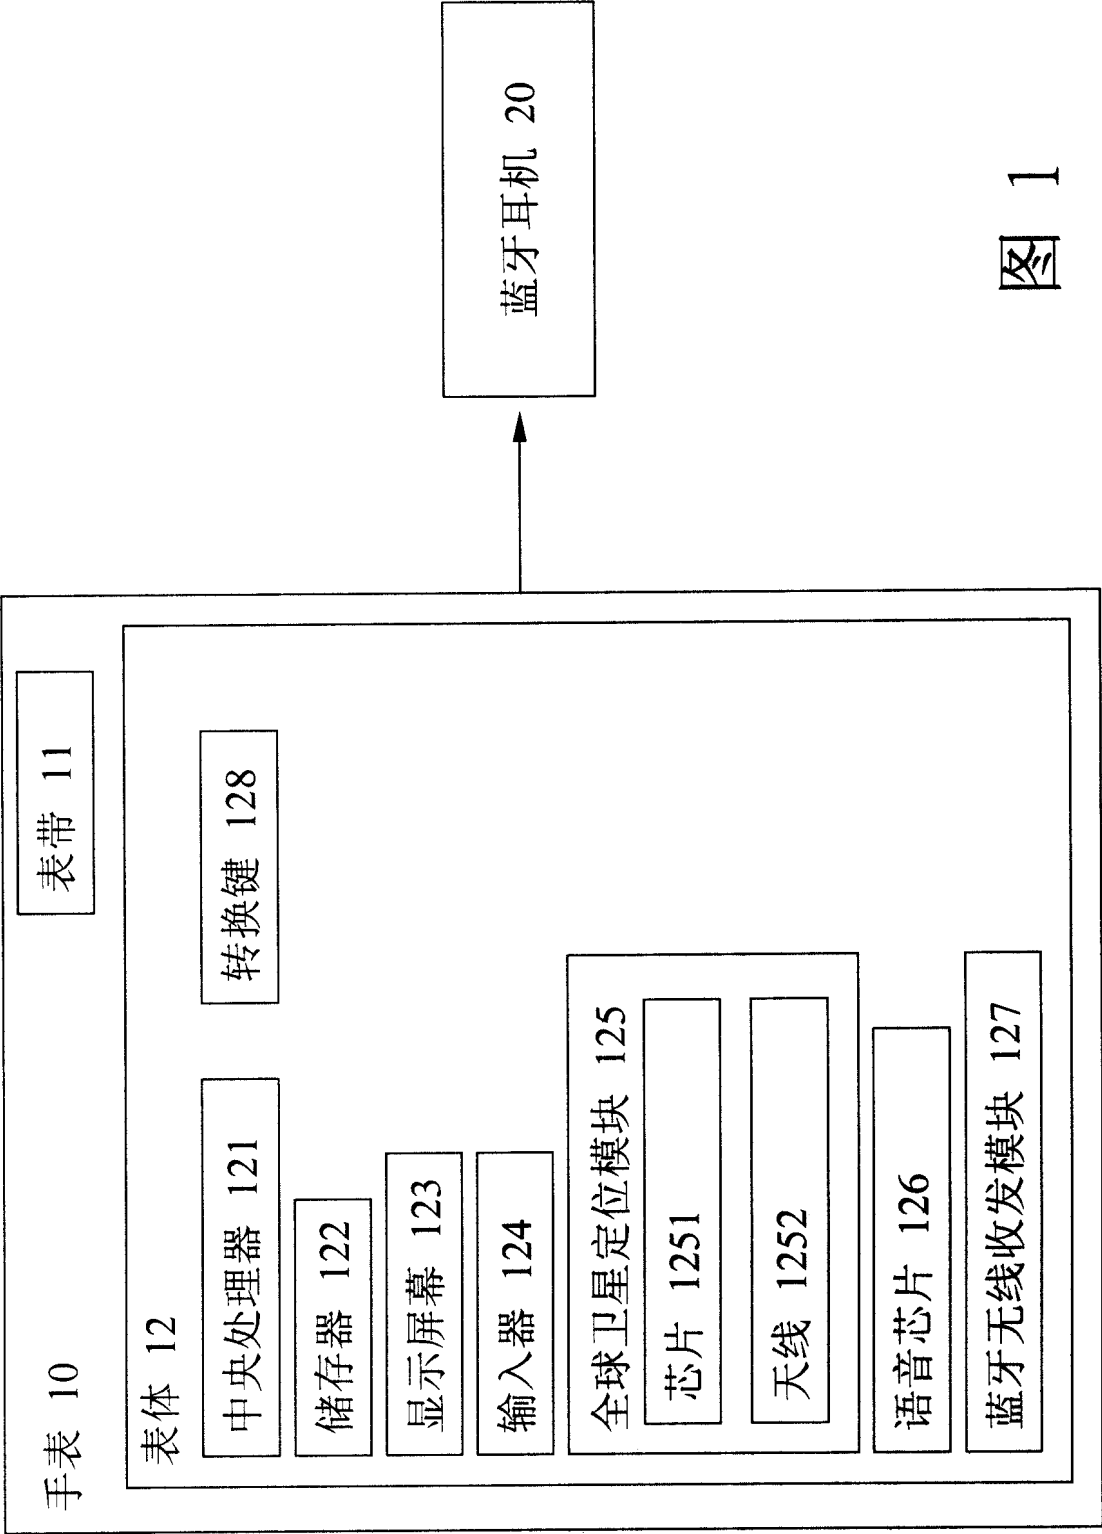 手表 10
表带 11
表体 12
中央处理器 121
转换键 128
储存器 122
显示屏幕 123
输入器 124
全球卫星定位模块 125
芯片 1251
天线 1252
语音芯片 126
蓝牙无线收发模块 127
蓝牙耳机 20
图 1